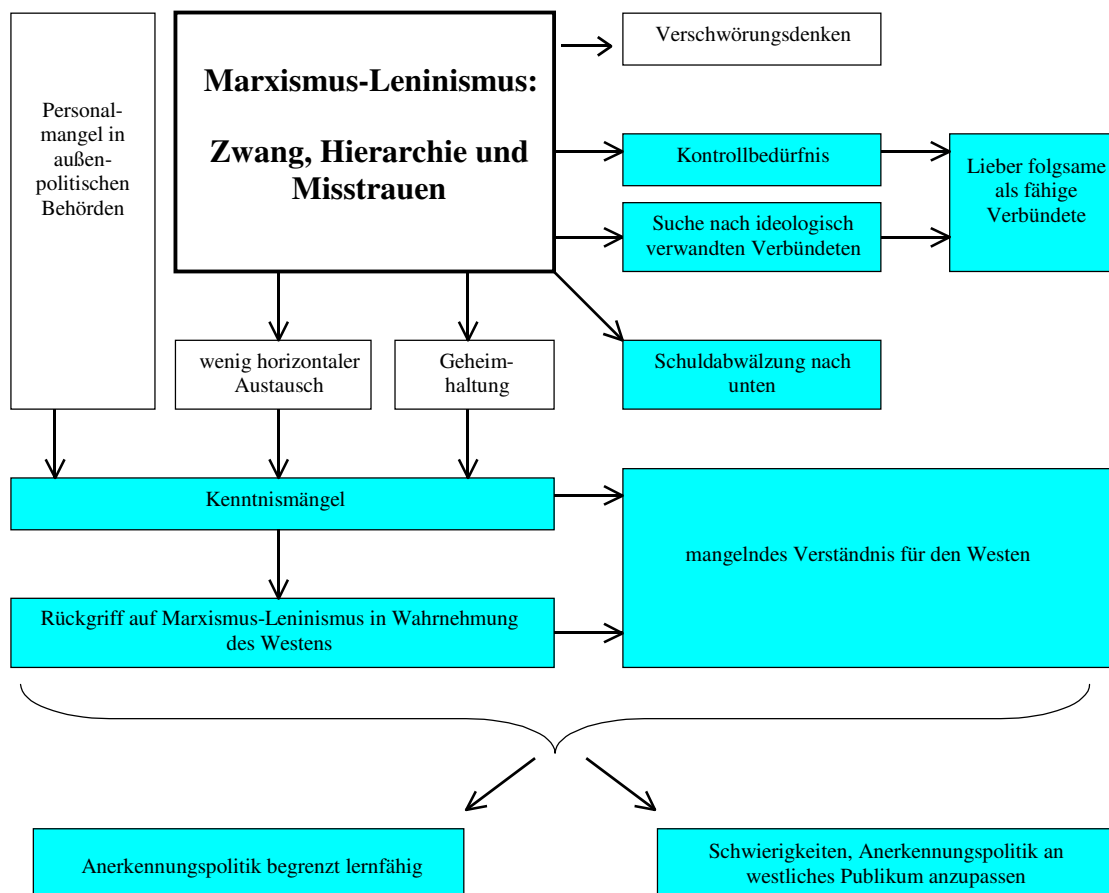 Personal-
mangel in
außen-
politischen
Behörden
Marxismus-Leninismus:
Zwang, Hierarchie und
Misstrauen
Verschwörungsdenken
Kontrollbedürfnis
Suche nach ideologisch
verwandten Verbündeten
Lieber folgsame
als fähige
Verbündete
wenig horizontaler
Austausch
Geheim-
haltung
Schuldabwälzung nach
unten
Kenntnismängel
mangelndes Verständnis für den Westen
Rückgriff auf Marxismus-Leninismus in Wahrnehmung
des Westens
Anerkennungspolitik begrenzt lernfähig
Schwierigkeiten, Anerkennungspolitik an
westliches Publikum anzupassen